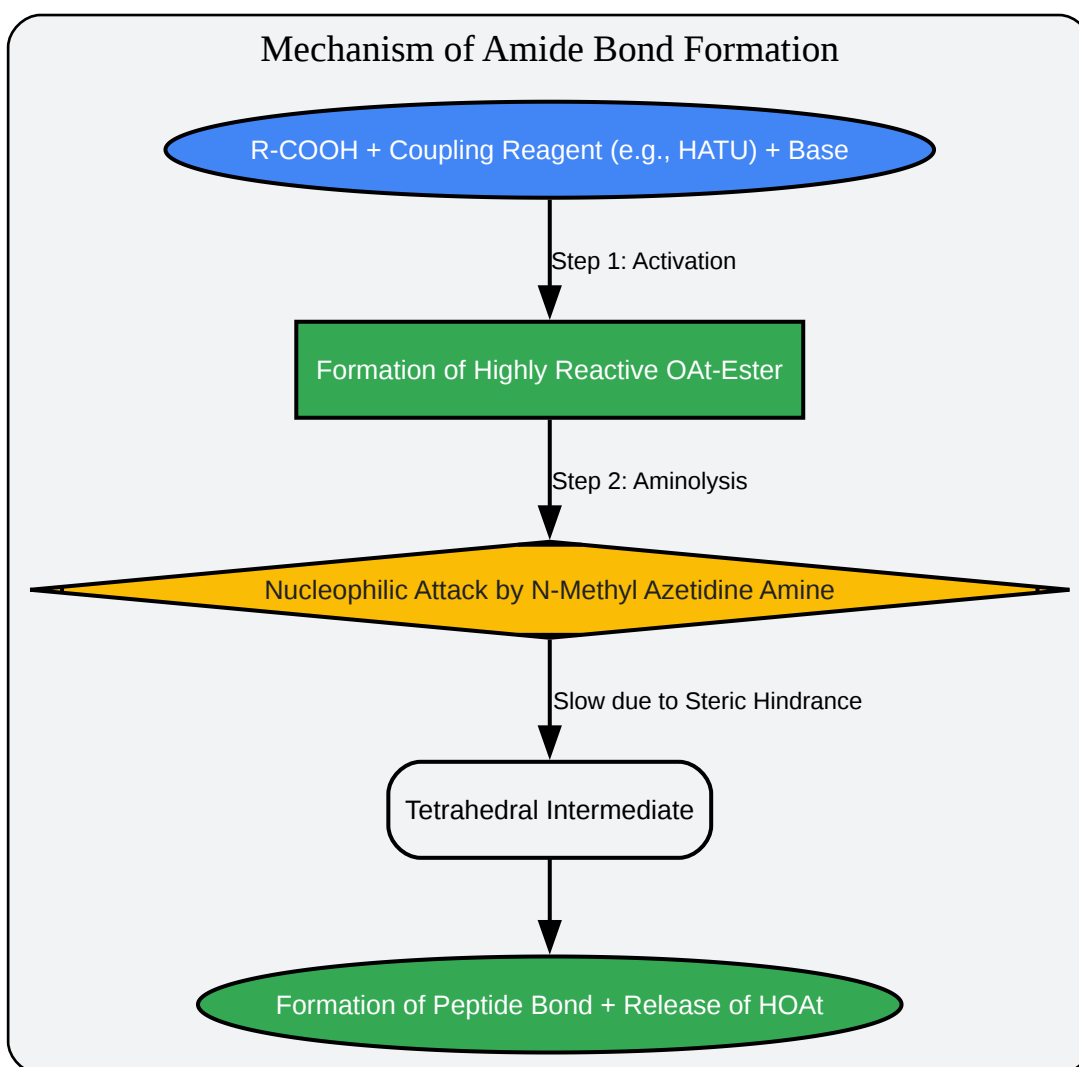 Mechanism of Amide Bond Formation
R-COOH + Coupling Reagent (e.g., HATU) + Base
Step 1: Activation
Formation of Highly Reactive OAt-Ester
Step 2: Aminolysis
Nucleophilic Attack by N-Methyl Azetidine Amine
Slow due to Steric Hindrance
Tetrahedral Intermediate
Formation of Peptide Bond + Release of HOAt